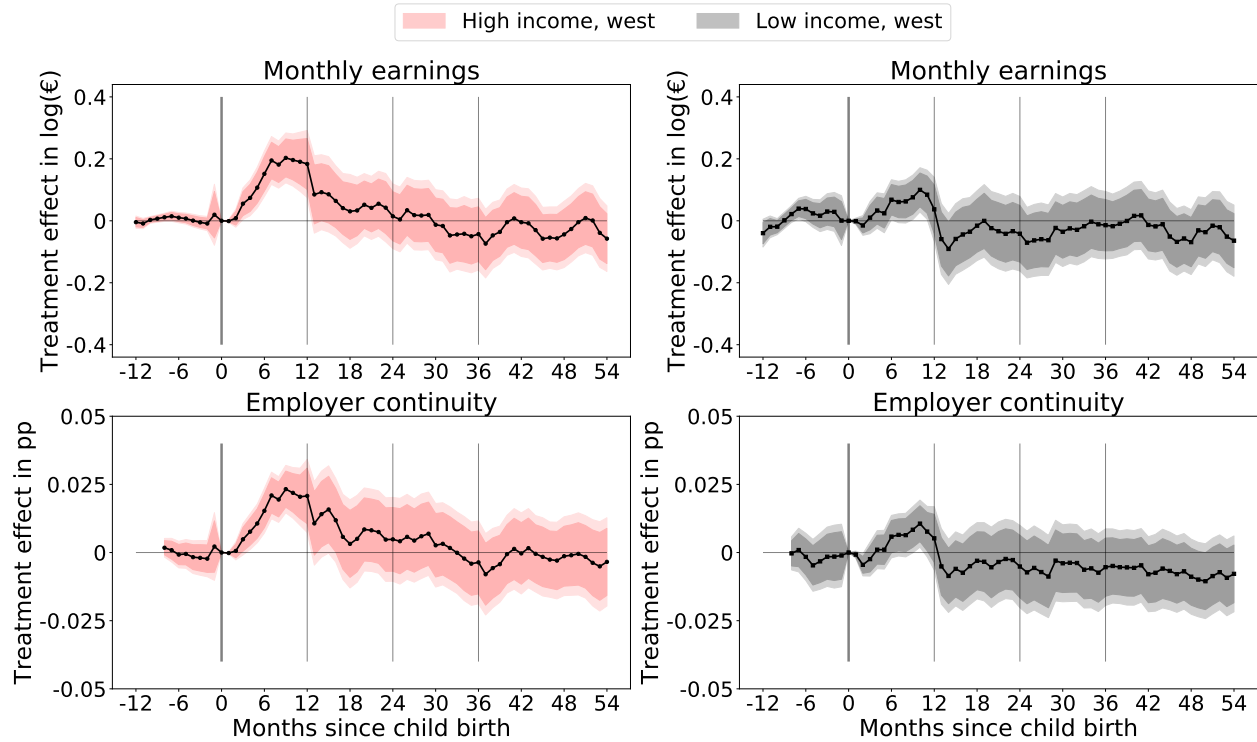 High income, west Low income, west
Monthly earnings
Treatment effect in log(€)
0.4
0.2
0
-0.2
-0.4
-12 -6 0 6 12 18 24 30 36 42 48 54
Monthly earnings
Treatment effect in log(€)
0.4
0.2
0
-0.2
-0.4
-12 -6 0 6 12 18 24 30 36 42 48 54
Employer continuity
Treatment effect in pp
0.05
0.025
0
-0.025
-0.05
-12 -6 0 6 12 18 24 30 36 42 48 54
Months since child birth
Employer continuity
Treatment effect in pp
0.05
0.025
0
-0.025
-0.05
-12 -6 0 6 12 18 24 30 36 42 48 54
Months since child birth